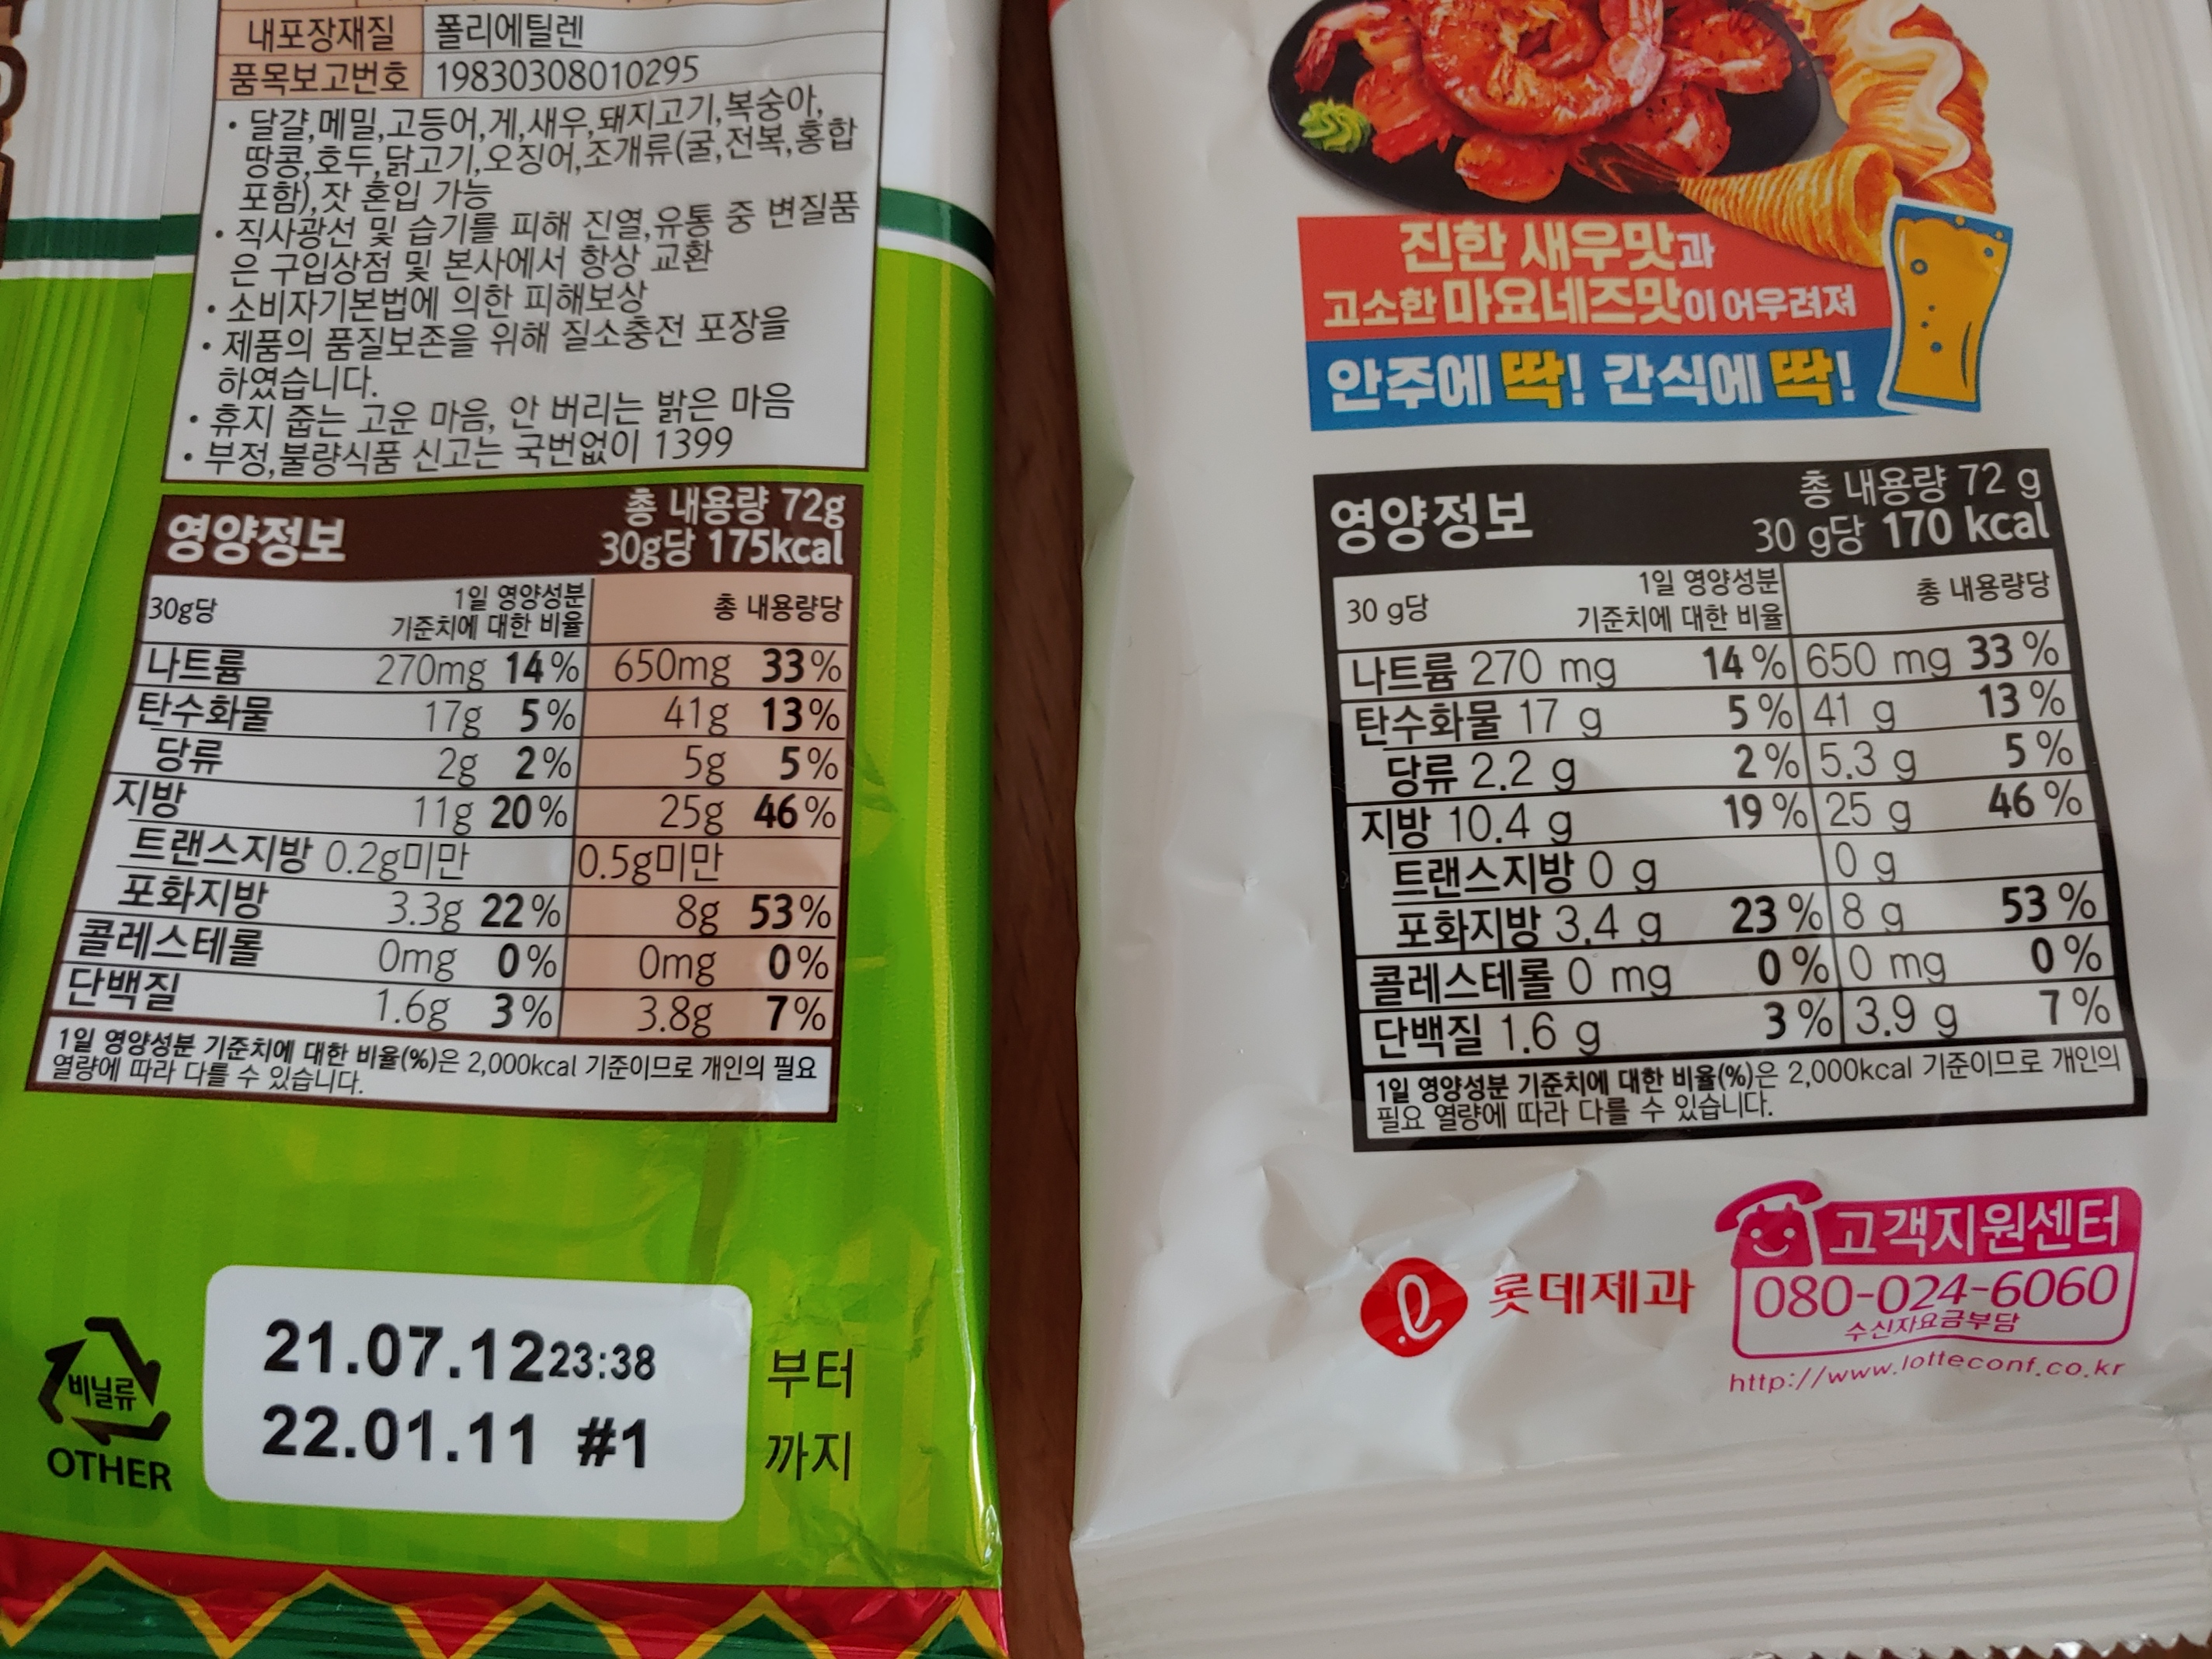 내포장재질 폴리에틸렌
품목보고번호 19830308010295
• 달걀,메밀,고등어,게,새우,돼지고기,복숭아,
땅콩,호두,닭고기,오징어,조개류(굴,전복,홍합
포함),잣 혼입 가능
• 직사광선 및 습기를 피해 진열,유통 중 변질품
은 구입상점 및 본사에서 항상 교환
• 소비자기본법에 의한 피해보상
• 제품의 품질보존을 위해 질소충전 포장을
하였습니다.
• 휴지 줍는 고운 마음, 안 버리는 밝은 마음
• 부정,불량식품 신고는 국번없이 1399
영양정보
총 내용량 72g
30g당 175kcal
30g당
1일 영양성분
기준치에 대한 비율
총 내용량당
나트륨 270mg 14% 650mg 33%
탄수화물 17g 5% 41g 13%
당류 2g 2% 5g 5%
지방 11g 20% 25g 46%
트랜스지방 0.2g미만 0.5g미만
포화지방 3.3g 22% 8g 53%
콜레스테롤 0mg 0% 0mg 0%
단백질 1.6g 3% 3.8g 7%
1일 영양성분 기준치에 대한 비율(%)은 2,000kcal 기준이므로 개인의 필요
열량에 따라 다를 수 있습니다.
비닐류
OTHER
21.07.12 23:38 부터
22.01.11 #1 까지
진한 새우맛과
고소한 마요네즈맛이 어우려져
안주에 딱! 간식에 딱!
영양정보
총 내용량 72 g
30 g당 170 kcal
30 g당
1일 영양성분
기준치에 대한 비율
총 내용량당
나트륨 270 mg 14 % 650 mg 33 %
탄수화물 17 g 5 % 41 g 13 %
당류 2.2 g 2 % 5.3 g 5 %
지방 10.4 g 19 % 25 g 46 %
트랜스지방 0 g 0 g
포화지방 3.4 g 23 % 8 g 53 %
콜레스테롤 0 mg 0 % 0 mg 0 %
단백질 1.6 g 3 % 3.9 g 7 %
1일 영양성분 기준치에 대한 비율(%)은 2,000kcal 기준이므로 개인의
필요 열량에 따라 다를 수 있습니다.
롯데제과
고객지원센터
080-024-6060
수신자요금부담
http://www.lotteconf.co.kr